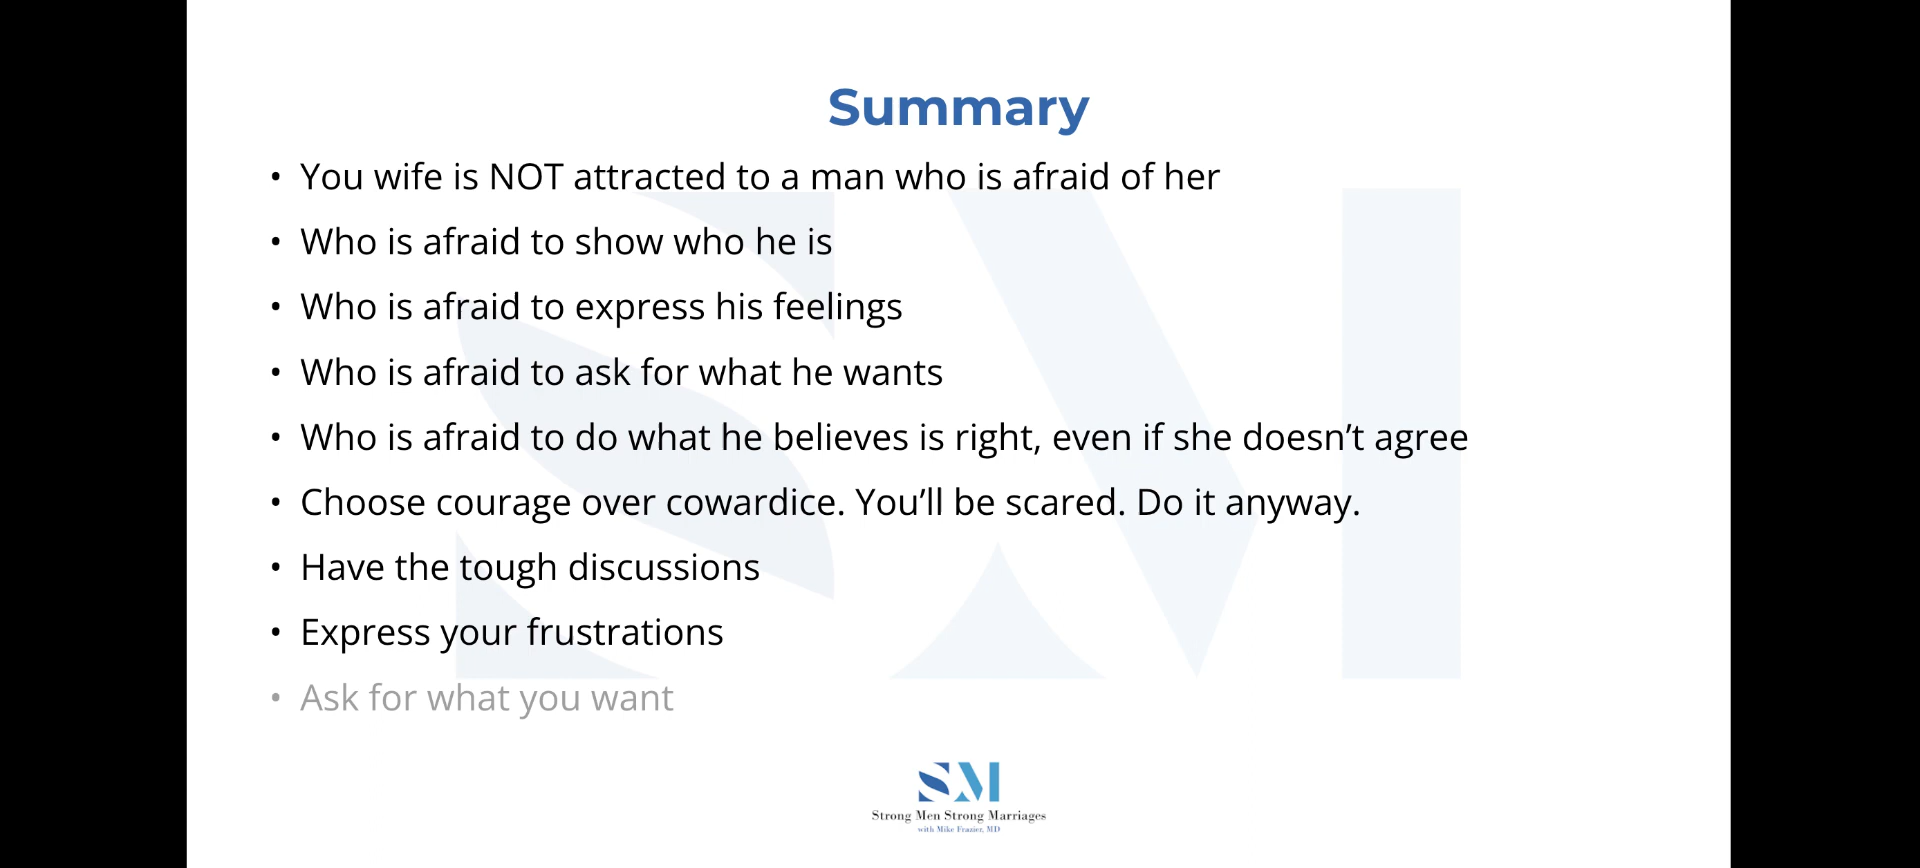 Summary
• You wife is NOT attracted to a man who is afraid of her
• Who is afraid to show who he is
• Who is afraid to express his feelings
• Who is afraid to ask for what he wants
• Who is afraid to do what he believes is right, even if she doesn’t agree
• Choose courage over cowardice. You’ll be scared. Do it anyway.
• Have the tough discussions
• Express your frustrations
• Ask for what you want
SM
Strong Men Strong Marriages
with Mike Frazier, MD